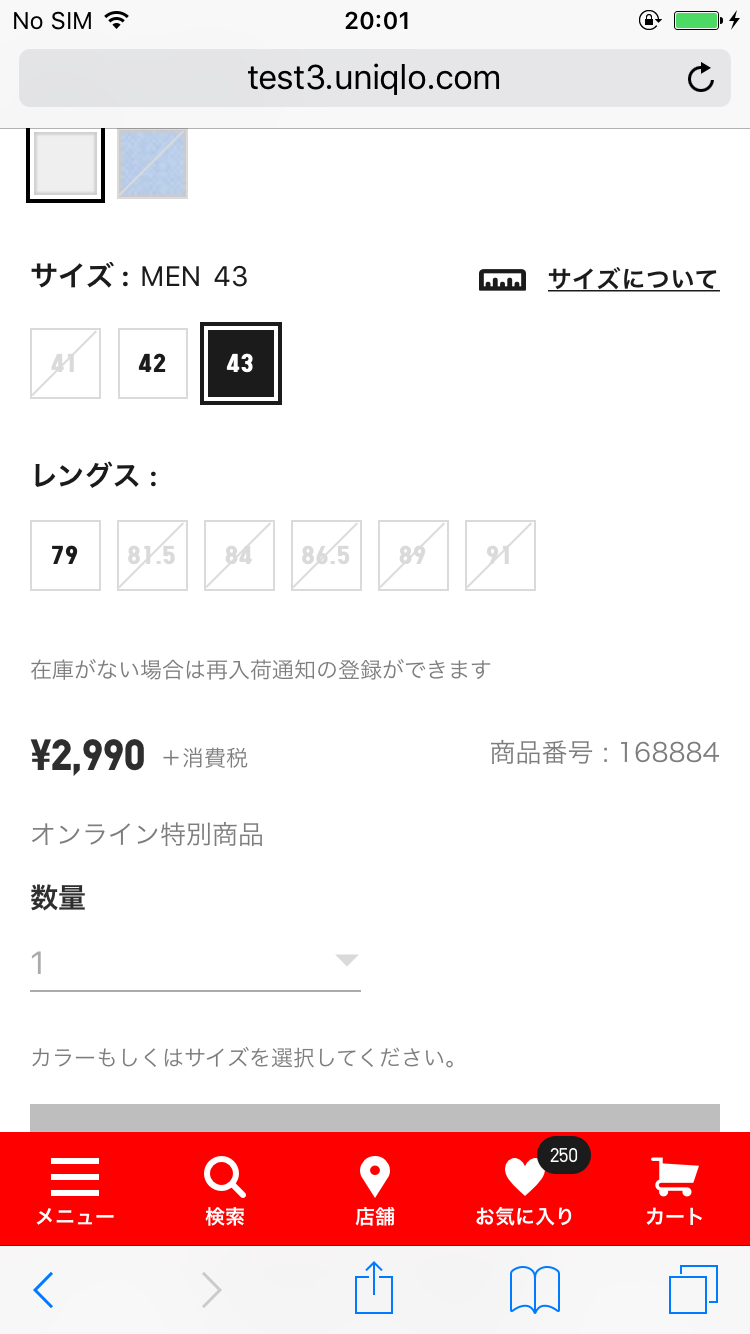 No SIM 20:01
test3.uniqlo.com
サイズ : MEN 43 サイズについて
41 42 43
レングス :
79 81.5 84 86.5 89 91
在庫がない場合は再入荷通知の登録ができます
¥2,990 +消費税 商品番号 : 168884
オンライン特別商品
数量
1
カラーもしくはサイズを選択してください。
250
メニュー 検索 店舗 お気に入り カート